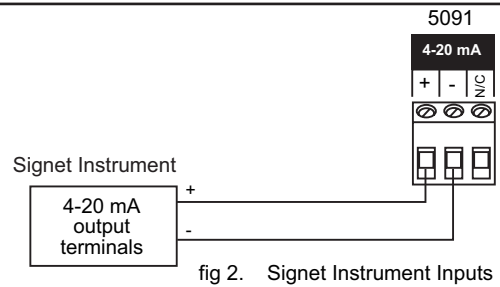 5091
4-20 mA
+ - N/C
Signet Instrument
4-20 mA
output
terminals
+
-
fig 2. Signet Instrument Inputs